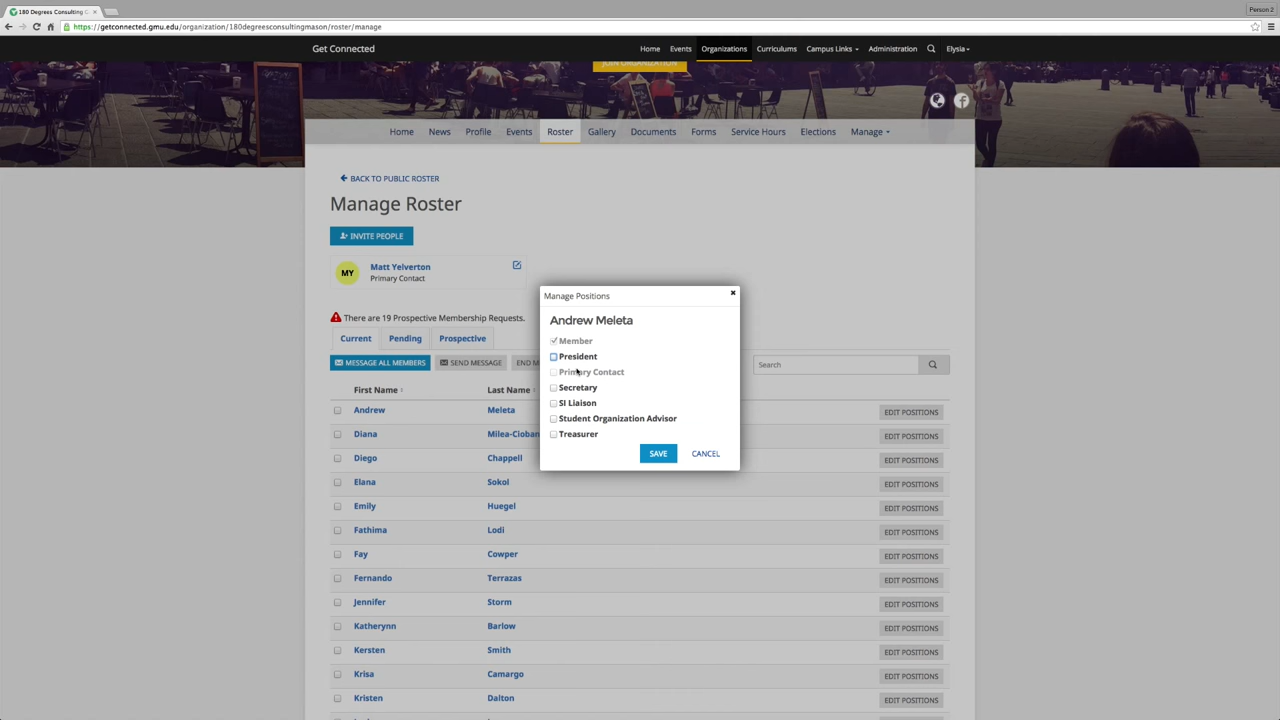 180 Degrees Consulting C
Person 2
https://getconnected.gmu.edu/organization/180degreesconsultingmason/roster/manage
Get Connected
Home Events Organizations Curriculums Campus Links Administration Elysia
JOIN ORGANIZATION
Home News Profile Events Roster Gallery Documents Forms Service Hours Elections Manage
BACK TO PUBLIC ROSTER
Manage Roster
INVITE PEOPLE
MY
Matt Yelverton
Primary Contact
There are 19 Prospective Membership Requests.
Current Pending Prospective
MESSAGE ALL MEMBERS SEND MESSAGE END M
Search
First Name Last Name
Andrew Meleta EDIT POSITIONS
Diana Milea-Cioban EDIT POSITIONS
Diego Chappell EDIT POSITIONS
Elana Sokol EDIT POSITIONS
Emily Huegel EDIT POSITIONS
Fathima Lodi EDIT POSITIONS
Fay Cowper EDIT POSITIONS
Fernando Terrazas EDIT POSITIONS
Jennifer Storm EDIT POSITIONS
Katherynn Barlow EDIT POSITIONS
Kersten Smith EDIT POSITIONS
Krisa Camargo EDIT POSITIONS
Kristen Dalton EDIT POSITIONS
Manage Positions
Andrew Meleta
Member
President
Primary Contact
Secretary
SI Liaison
Student Organization Advisor
Treasurer
SAVE CANCEL